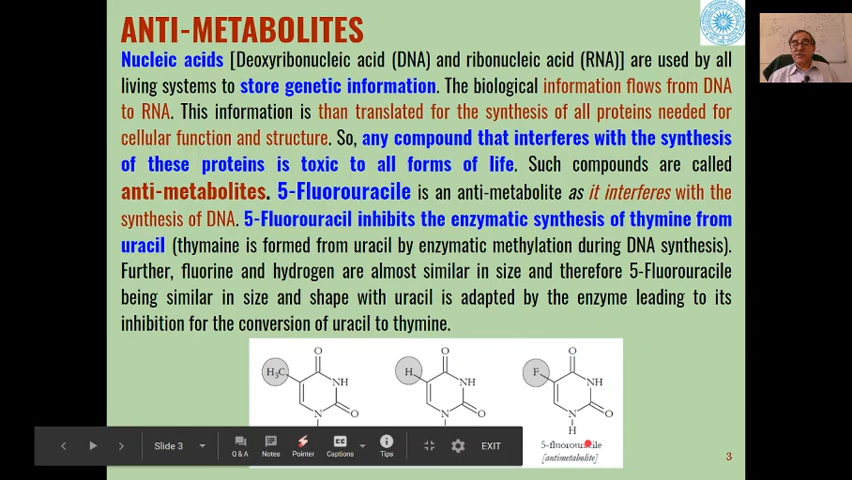 ANTI-METABOLITES
Nucleic acids [Deoxyribonucleic acid (DNA) and ribonucleic acid (RNA)] are used by all
living systems to store genetic information. The biological information flows from DNA
to RNA. This information is than translated for the synthesis of all proteins needed for
cellular function and structure. So, any compound that interferes with the synthesis
of these proteins is toxic to all forms of life. Such compounds are called
anti-metabolites. 5-Fluorouracile is an anti-metabolite as it interferes with the
synthesis of DNA. 5-Fluorouracil inhibits the enzymatic synthesis of thymine from
uracil (thymaine is formed from uracil by enzymatic methylation during DNA synthesis).
Further, fluorine and hydrogen are almost similar in size and therefore 5-Fluorouracile
being similar in size and shape with uracil is adapted by the enzyme leading to its
inhibition for the conversion of uracil to thymine.
O O O
H₃C NH H NH F NH
N O N O N O
H
5-fluorouracile
[antimetabolite]
Slide 3 Q & A Notes Pointer Captions Tips EXIT
3